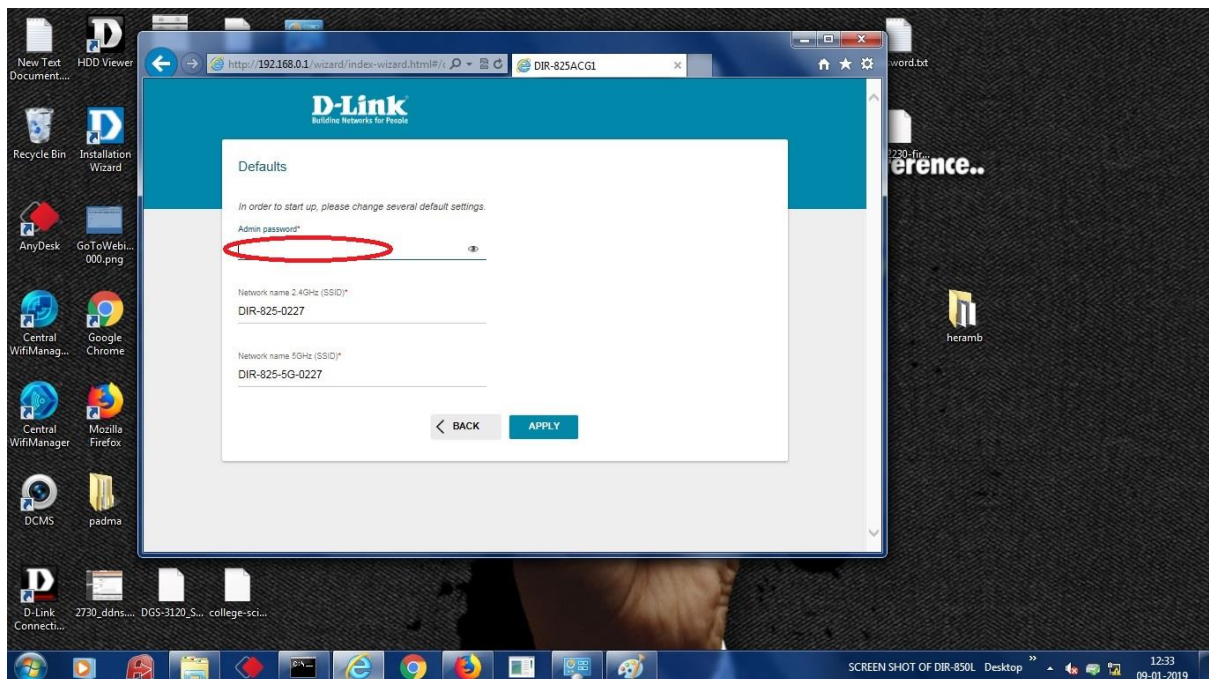 New Text
Document....
HDD Viewer
http://192.168.0.1/wizard/index-wizard.html#/
DIR-825ACG1
word.txt
D-Link
Building Networks for People
Recycle Bin
Installation
Wizard
2230-fir...
erence..
Defaults
In order to start up, please change several default settings.
Admin password*
AnyDesk
GoToWebi...
000.png
Network name 2.4GHz (SSID)*
DIR-825-0227
Central
WifiManag...
Google
Chrome
heramb
Network name 5GHz (SSID)*
DIR-825-5G-0227
BACK
APPLY
Central
WifiManager
Mozilla
Firefox
DCMS
padma
D-Link
Connecti...
2730_ddns....
DGS-3120_S...
college-sci...
SCREEN SHOT OF DIR-850L
Desktop
12:33
09-01-2019